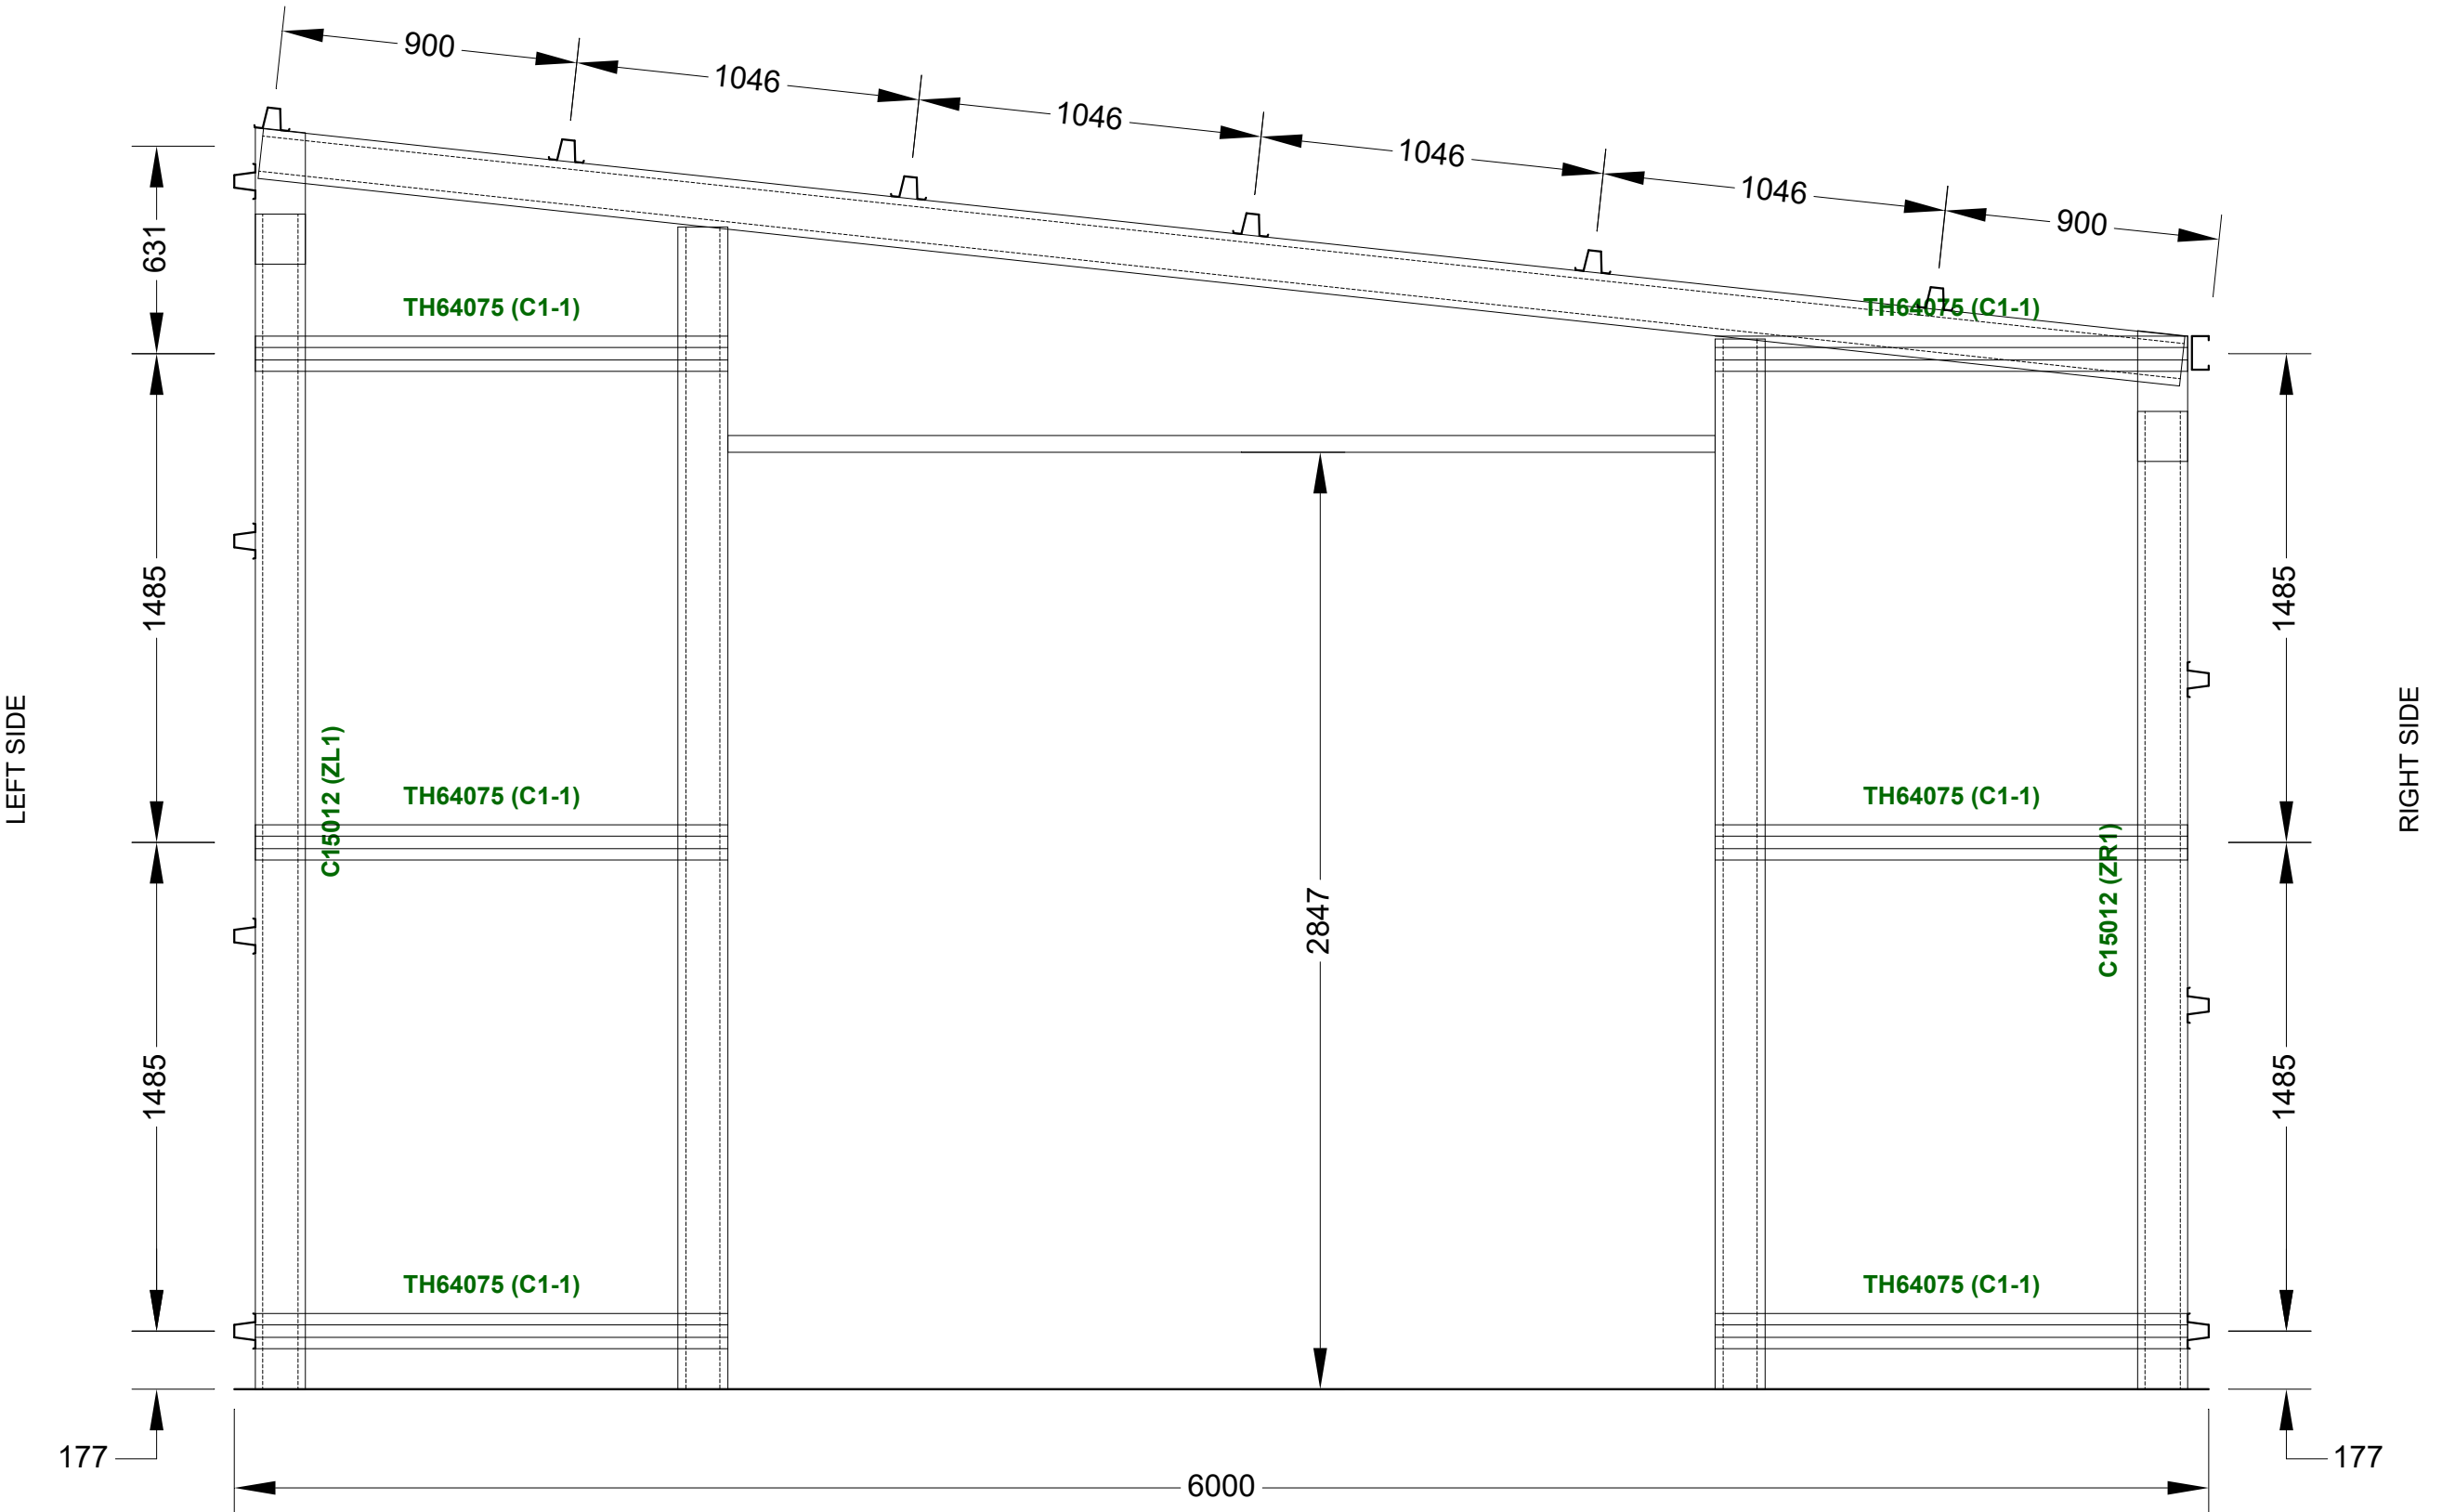 900
1046
1046
1046
1046
900
631
TH64075 (C1-1)
TH64075 (C1-1)
1485
1485
LEFT SIDE
RIGHT SIDE
C15012 (ZL1)
TH64075 (C1-1)
TH64075 (C1-1)
C15012 (ZR1)
2847
1485
1485
TH64075 (C1-1)
TH64075 (C1-1)
177
177
6000